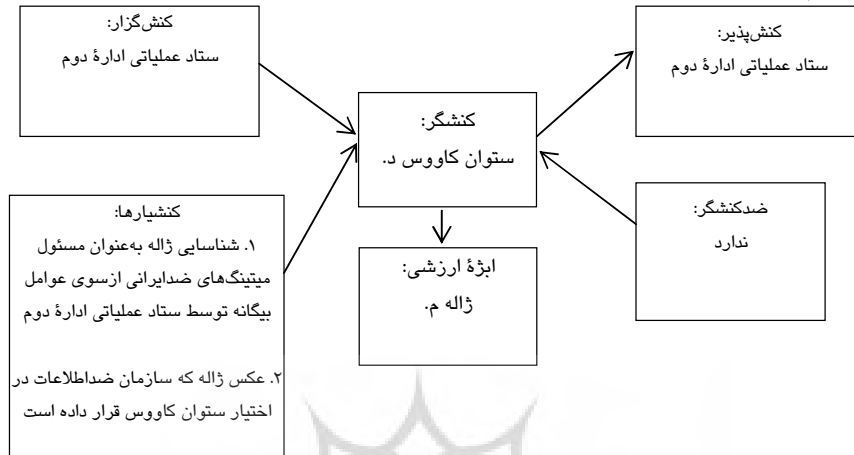 کنش‌گزار:
ستاد عملیاتی ادارهٔ دوم
کنش‌پذیر:
ستاد عملیاتی ادارهٔ دوم
کنشگر:
ستوان کاووس د.
کنشیارها:
۱. شناسایی ژاله به‌عنوان مسئول
میتینگ‌های ضدایرانی ازسوی عوامل
بیگانه توسط ستاد عملیاتی ادارهٔ دوم
۲. عکس ژاله که سازمان ضداطلاعات در
اختیار ستوان کاووس قرار داده است
ابژهٔ ارزشی:
ژاله م.
ضدکنشگر:
ندارد